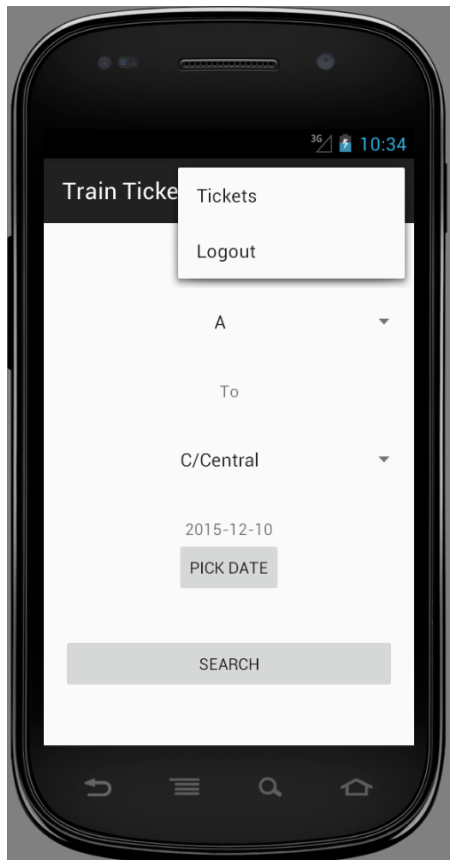 3G 10:34
Train Ticke
Tickets
Logout
A
To
C/Central
2015-12-10
PICK DATE
SEARCH